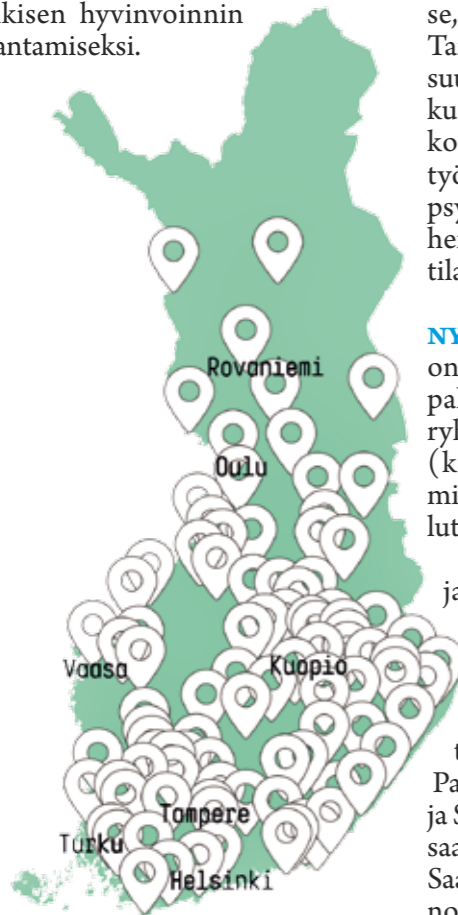 kisen hyvinvoinnin
antamiseksi.
Rovaniemi
Oulu
Vaasa
Kuopio
Tampere
Turku
Helsinki
se,
Ta
suu
ku
ko
työ
psy
he
tila
NY
on
pal
ryh
(k
mi
lut
ja
t
Pa
ja S
saa
Saa
no